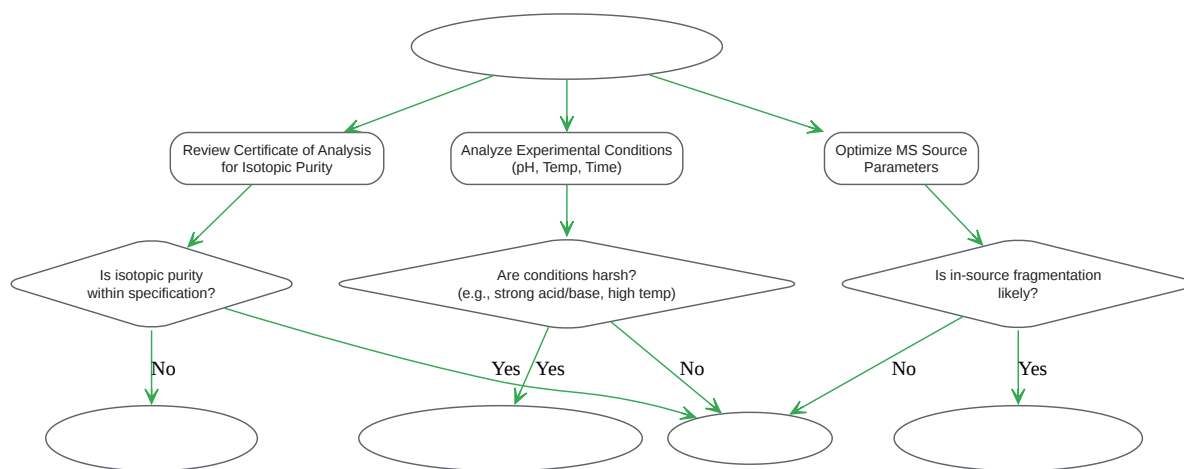 Review Certificate of Analysis
for Isotopic Purity
Analyze Experimental Conditions
(pH, Temp, Time)
Optimize MS Source
Parameters
Is isotopic purity
within specification?
Are conditions harsh?
(e.g., strong acid/base, high temp)
Is in-source fragmentation
likely?
No
Yes
Yes
No
No
Yes